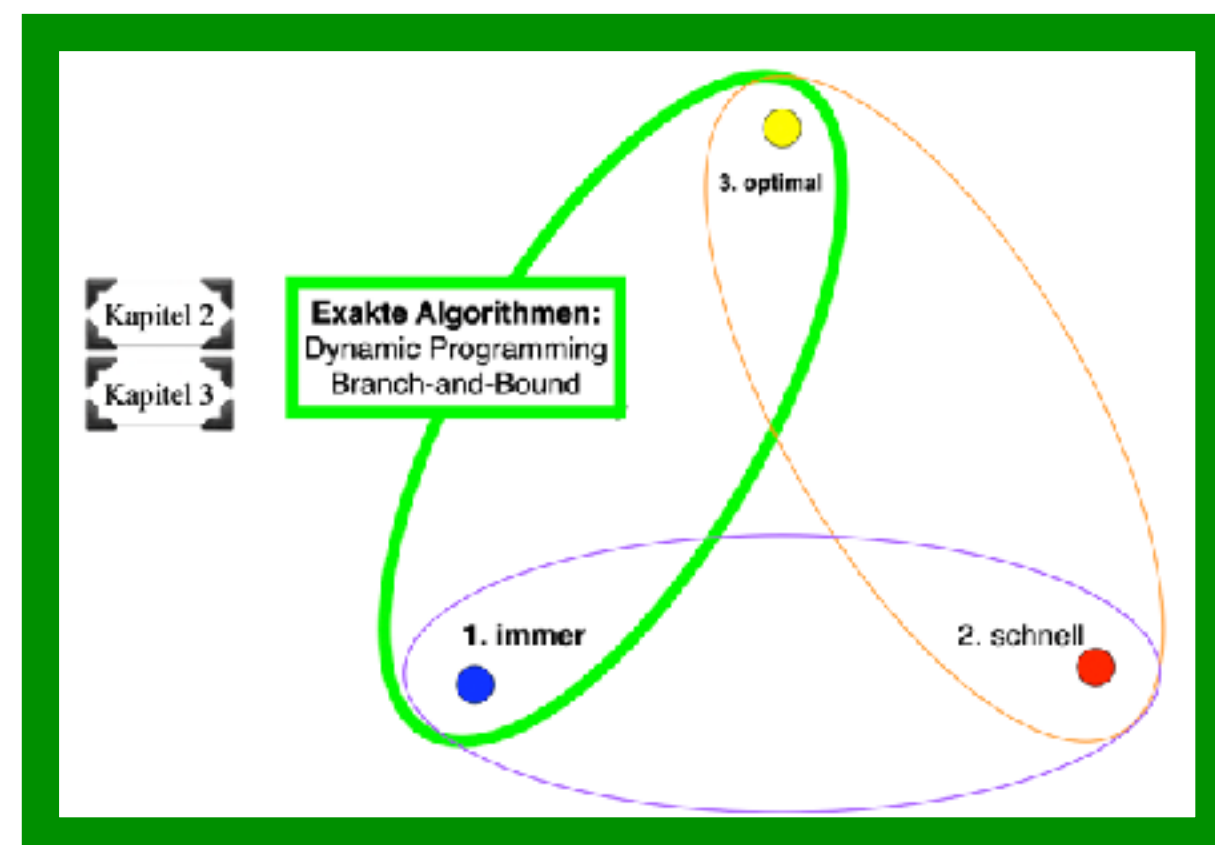 3. optimal
Kapitel 2
Kapitel 3
Exakte Algorithmen:
Dynamic Programming
Branch-and-Bound
1. immer
2. schnell